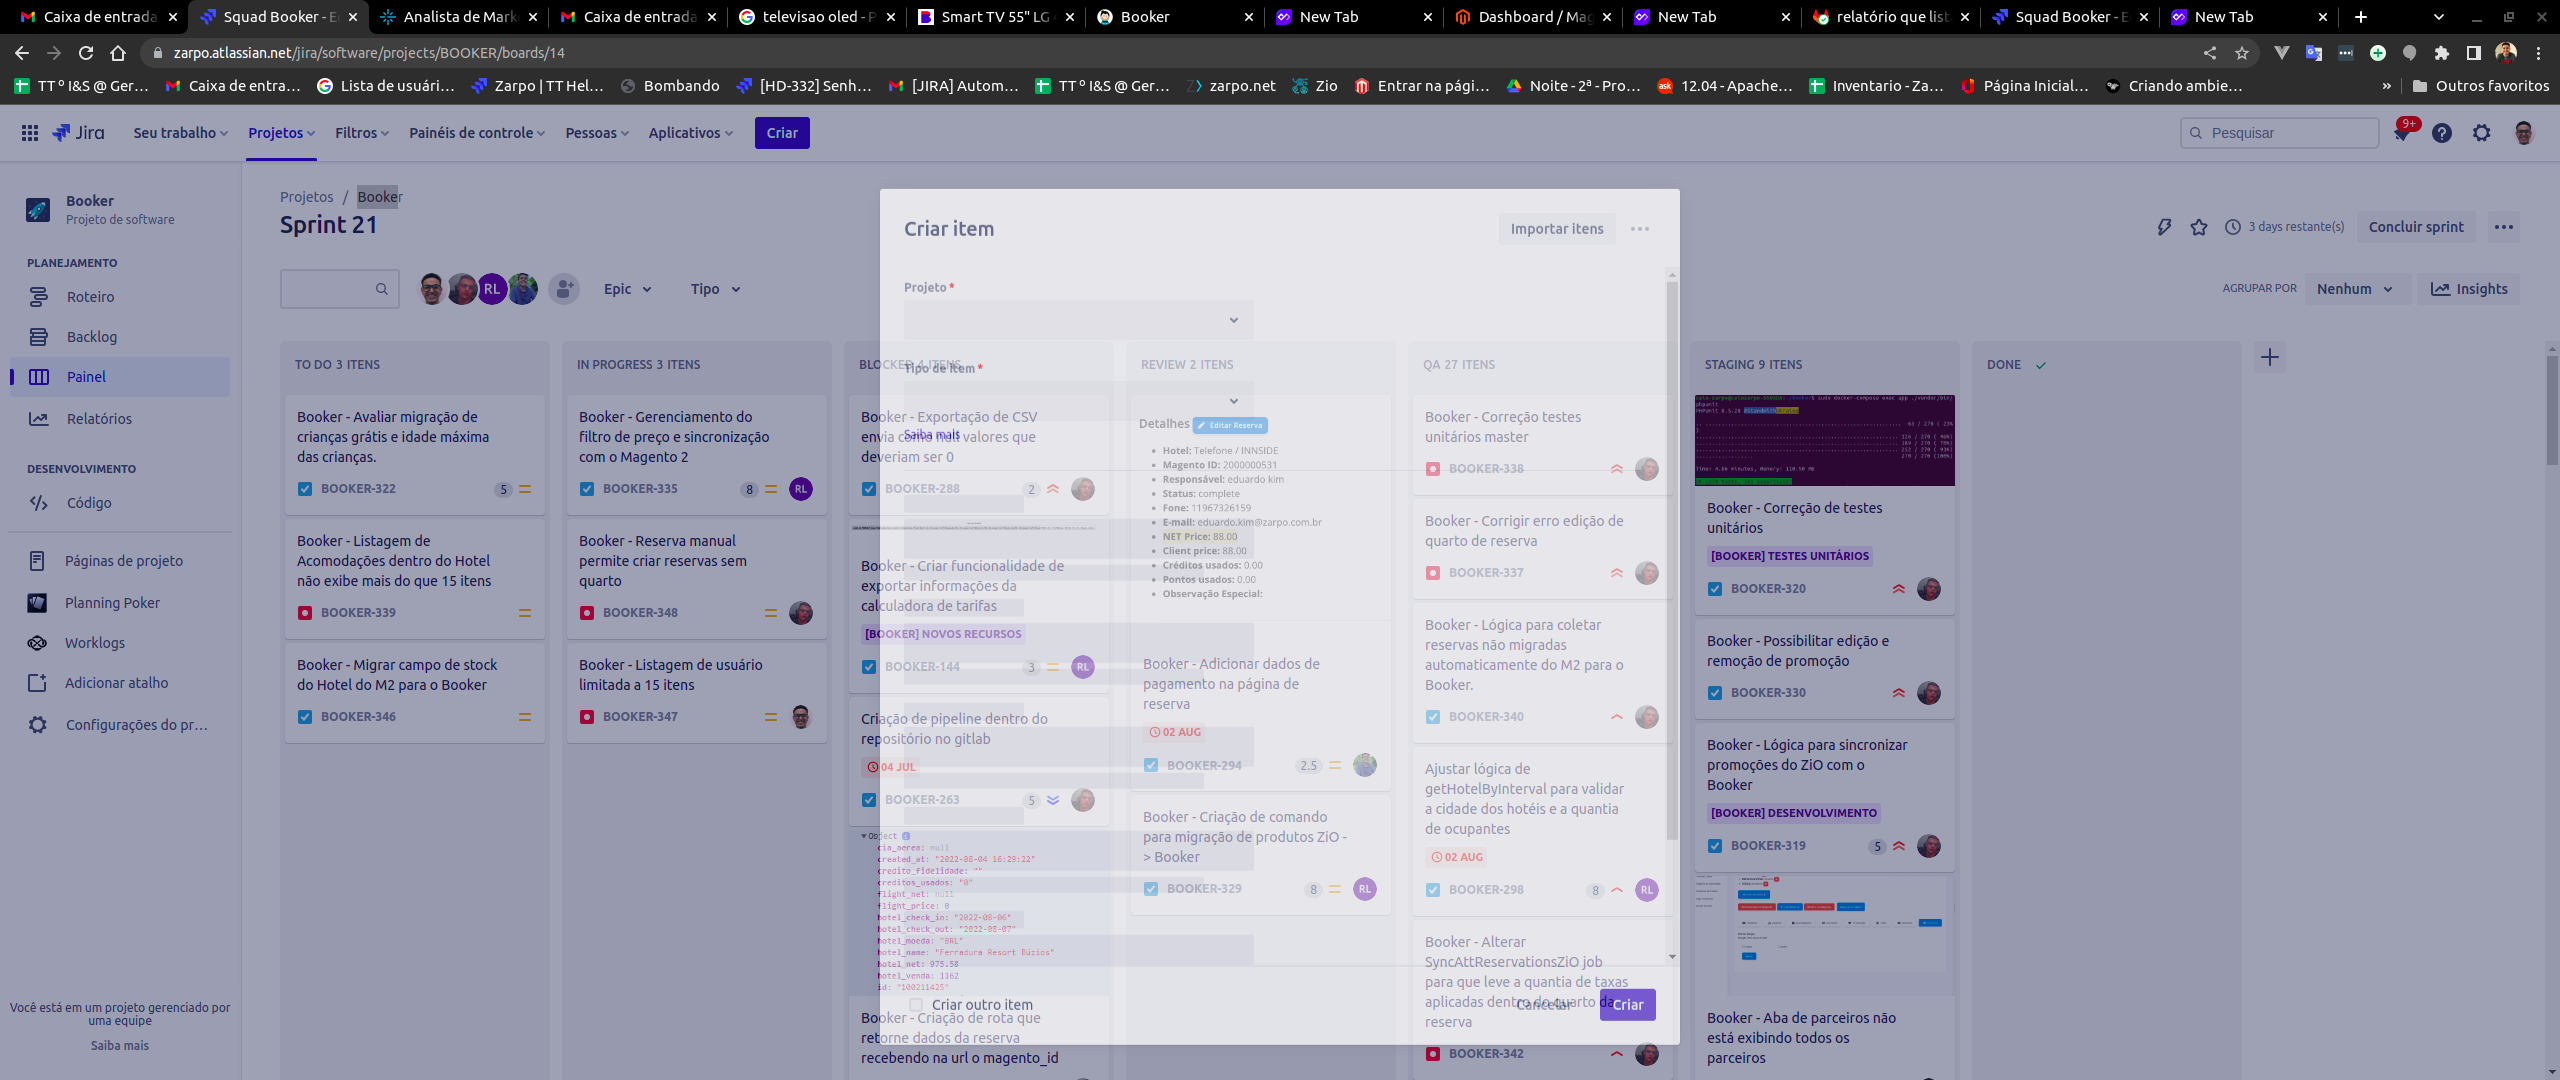 Caixa de entrada
Squad Booker - E
Analista de Mark
Caixa de entrada
televisao oled - P
Smart TV 55" LG
Booker
New Tab
Dashboard / Mag
New Tab
relatório que list
Squad Booker - E
New Tab
zarpo.atlassian.net/jira/software/projects/BOOKER/boards/14
TT º I&S @ Ger…
Caixa de entra…
Lista de usuári…
Zarpo | TT Hel…
Bombando
[HD-332] Senh…
[JIRA] Autom…
TT º I&S @ Ger…
zarpo.net
Zio
Entrar na pági…
Noite - 2ª - Pro…
12.04 - Apache…
Inventario - Za…
Página Inicial…
Criando ambie…
»
Outros favoritos
Jira
Seu trabalho
Projetos
Filtros
Painéis de controle
Pessoas
Aplicativos
Criar
Pesquisar
9+
Booker
Projeto de software
PLANEJAMENTO
Roteiro
Backlog
Painel
Relatórios
DESENVOLVIMENTO
Código
Páginas de projeto
Planning Poker
Worklogs
Adicionar atalho
Configurações do pr…
Você está em um projeto gerenciado por
uma equipe
Saiba mais
Projetos / Booker
Sprint 21
3 days restante(s)
Concluir sprint
RL
Epic
Tipo
AGRUPAR POR
Nenhum
Insights
TO DO 3 ITENS
Booker - Avaliar migração de
crianças grátis e idade máxima
das crianças.
BOOKER-322
5
Booker - Listagem de
Acomodações dentro do Hotel
não exibe mais do que 15 itens
BOOKER-339
Booker - Migrar campo de stock
do Hotel do M2 para o Booker
BOOKER-346
IN PROGRESS 3 ITENS
Booker - Gerenciamento do
filtro de preço e sincronização
com o Magento 2
BOOKER-335
8
RL
Booker - Reserva manual
permite criar reservas sem
quarto
BOOKER-348
Booker - Listagem de usuário
limitada a 15 itens
BOOKER-347
BLOCKED 4 ITENS
Booker - Exportação de CSV
envia como null valores que
deveriam ser 0
BOOKER-288
2
Booker - Criar funcionalidade de
exportar informações da
calculadora de tarifas
[BOOKER] NOVOS RECURSOS
BOOKER-144
3
RL
Criação de pipeline dentro do
repositório no gitlab
04 JUL
BOOKER-263
5
Object
cia_aerea: null
created_at: "2022-08-04 16:29:22"
credito_fidelidade: ""
creditos_usados: "0"
flight_net: null
flight_price: 0
hotel_check_in: "2022-08-06"
hotel_check_out: "2022-08-07"
hotel_moeda: "BRL"
hotel_name: "Ferradura Resort Búzios"
hotel_net: 975.58
hotel_venda: 1162
id: "100211425"
Booker - Criação de rota que
retorne dados da reserva
recebendo na url o magento_id
REVIEW 2 ITENS
Detalhes
Editar Reserva
Hotel: Telefone / INNSIDE
Magento ID: 2000000531
Responsável: eduardo kim
Status: complete
Fone: 11967326159
E-mail: eduardo.kim@zarpo.com.br
NET Price: 88.00
Client price: 88.00
Créditos usados: 0.00
Pontos usados: 0.00
Observação Especial:
Booker - Adicionar dados de
pagamento na página de
reserva
02 AUG
BOOKER-294
2.5
Booker - Criação de comando
para migração de produtos ZiO -
> Booker
BOOKER-329
8
RL
QA 27 ITENS
Booker - Correção testes
unitários master
BOOKER-338
Booker - Corrigir erro edição de
quarto de reserva
BOOKER-337
Booker - Lógica para coletar
reservas não migradas
automaticamente do M2 para o
Booker.
BOOKER-340
Ajustar lógica de
getHotelByInterval para validar
a cidade dos hotéis e a quantia
de ocupantes
02 AUG
BOOKER-298
8
RL
Booker - Alterar
SyncAttReservationsZiO job
para que leve a quantia de taxas
aplicadas dentro do quarto da
reserva
BOOKER-342
STAGING 9 ITENS
Booker - Correção de testes
unitários
[BOOKER] TESTES UNITÁRIOS
BOOKER-320
Booker - Possibilitar edição e
remoção de promoção
BOOKER-330
Booker - Lógica para sincronizar
promoções do ZiO com o
Booker
[BOOKER] DESENVOLVIMENTO
BOOKER-319
5
Booker - Aba de parceiros não
está exibindo todos os
parceiros
DONE
Criar item
Importar itens
Projeto *
Tipo de item *
Saiba mais
Criar outro item
Cancelar
Criar